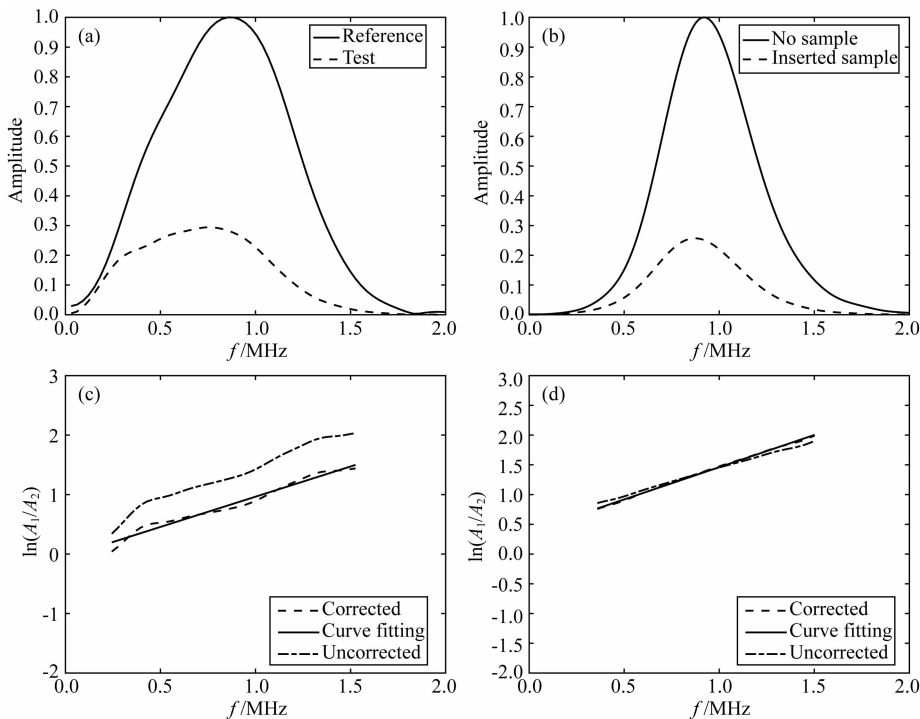 (a)
Reference
Test
Amplitude
1.0
0.9
0.8
0.7
0.6
0.5
0.4
0.3
0.2
0.1
0.0
0.0 0.5 1.0 1.5 2.0
f/MHz
(b)
No sample
Inserted sample
Amplitude
1.0
0.9
0.8
0.7
0.6
0.5
0.4
0.3
0.2
0.1
0.0
0.0 0.5 1.0 1.5 2.0
f/MHz
(c)
ln(A1/A2)
3
2
1
0
-1
-2
Corrected
Curve fitting
Uncorrected
0.0 0.5 1.0 1.5 2.0
f/MHz
(d)
ln(A1/A2)
3.0
2.5
2.0
1.5
1.0
0.5
0.0
-0.5
-1.0
-1.5
-2.0
Corrected
Curve fitting
Uncorrected
0.0 0.5 1.0 1.5 2.0
f/MHz